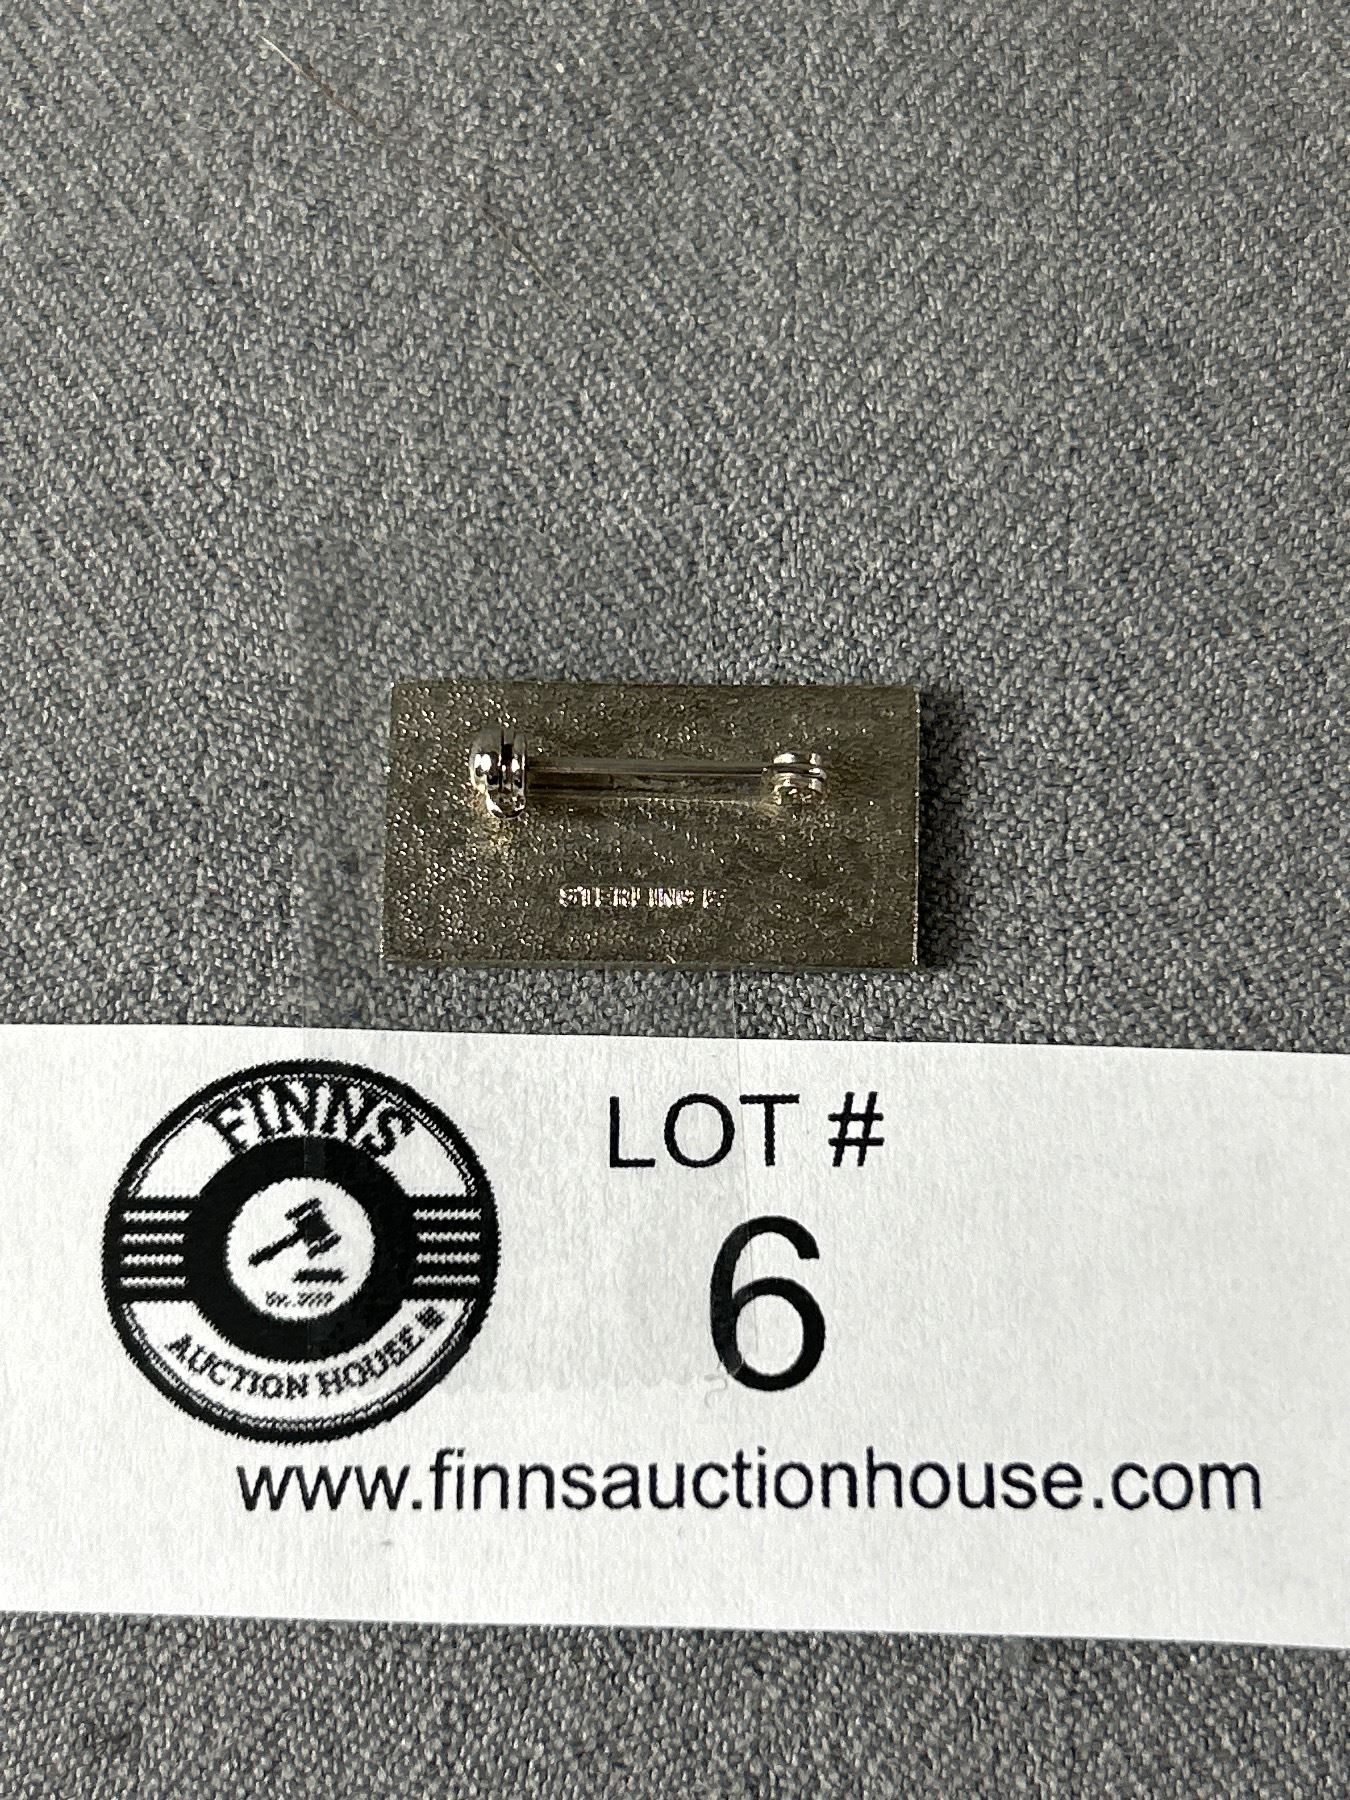 STERLING
FINNS
AUCTION HOUSE
LOT #
6
www.finnsauctionhouse.com